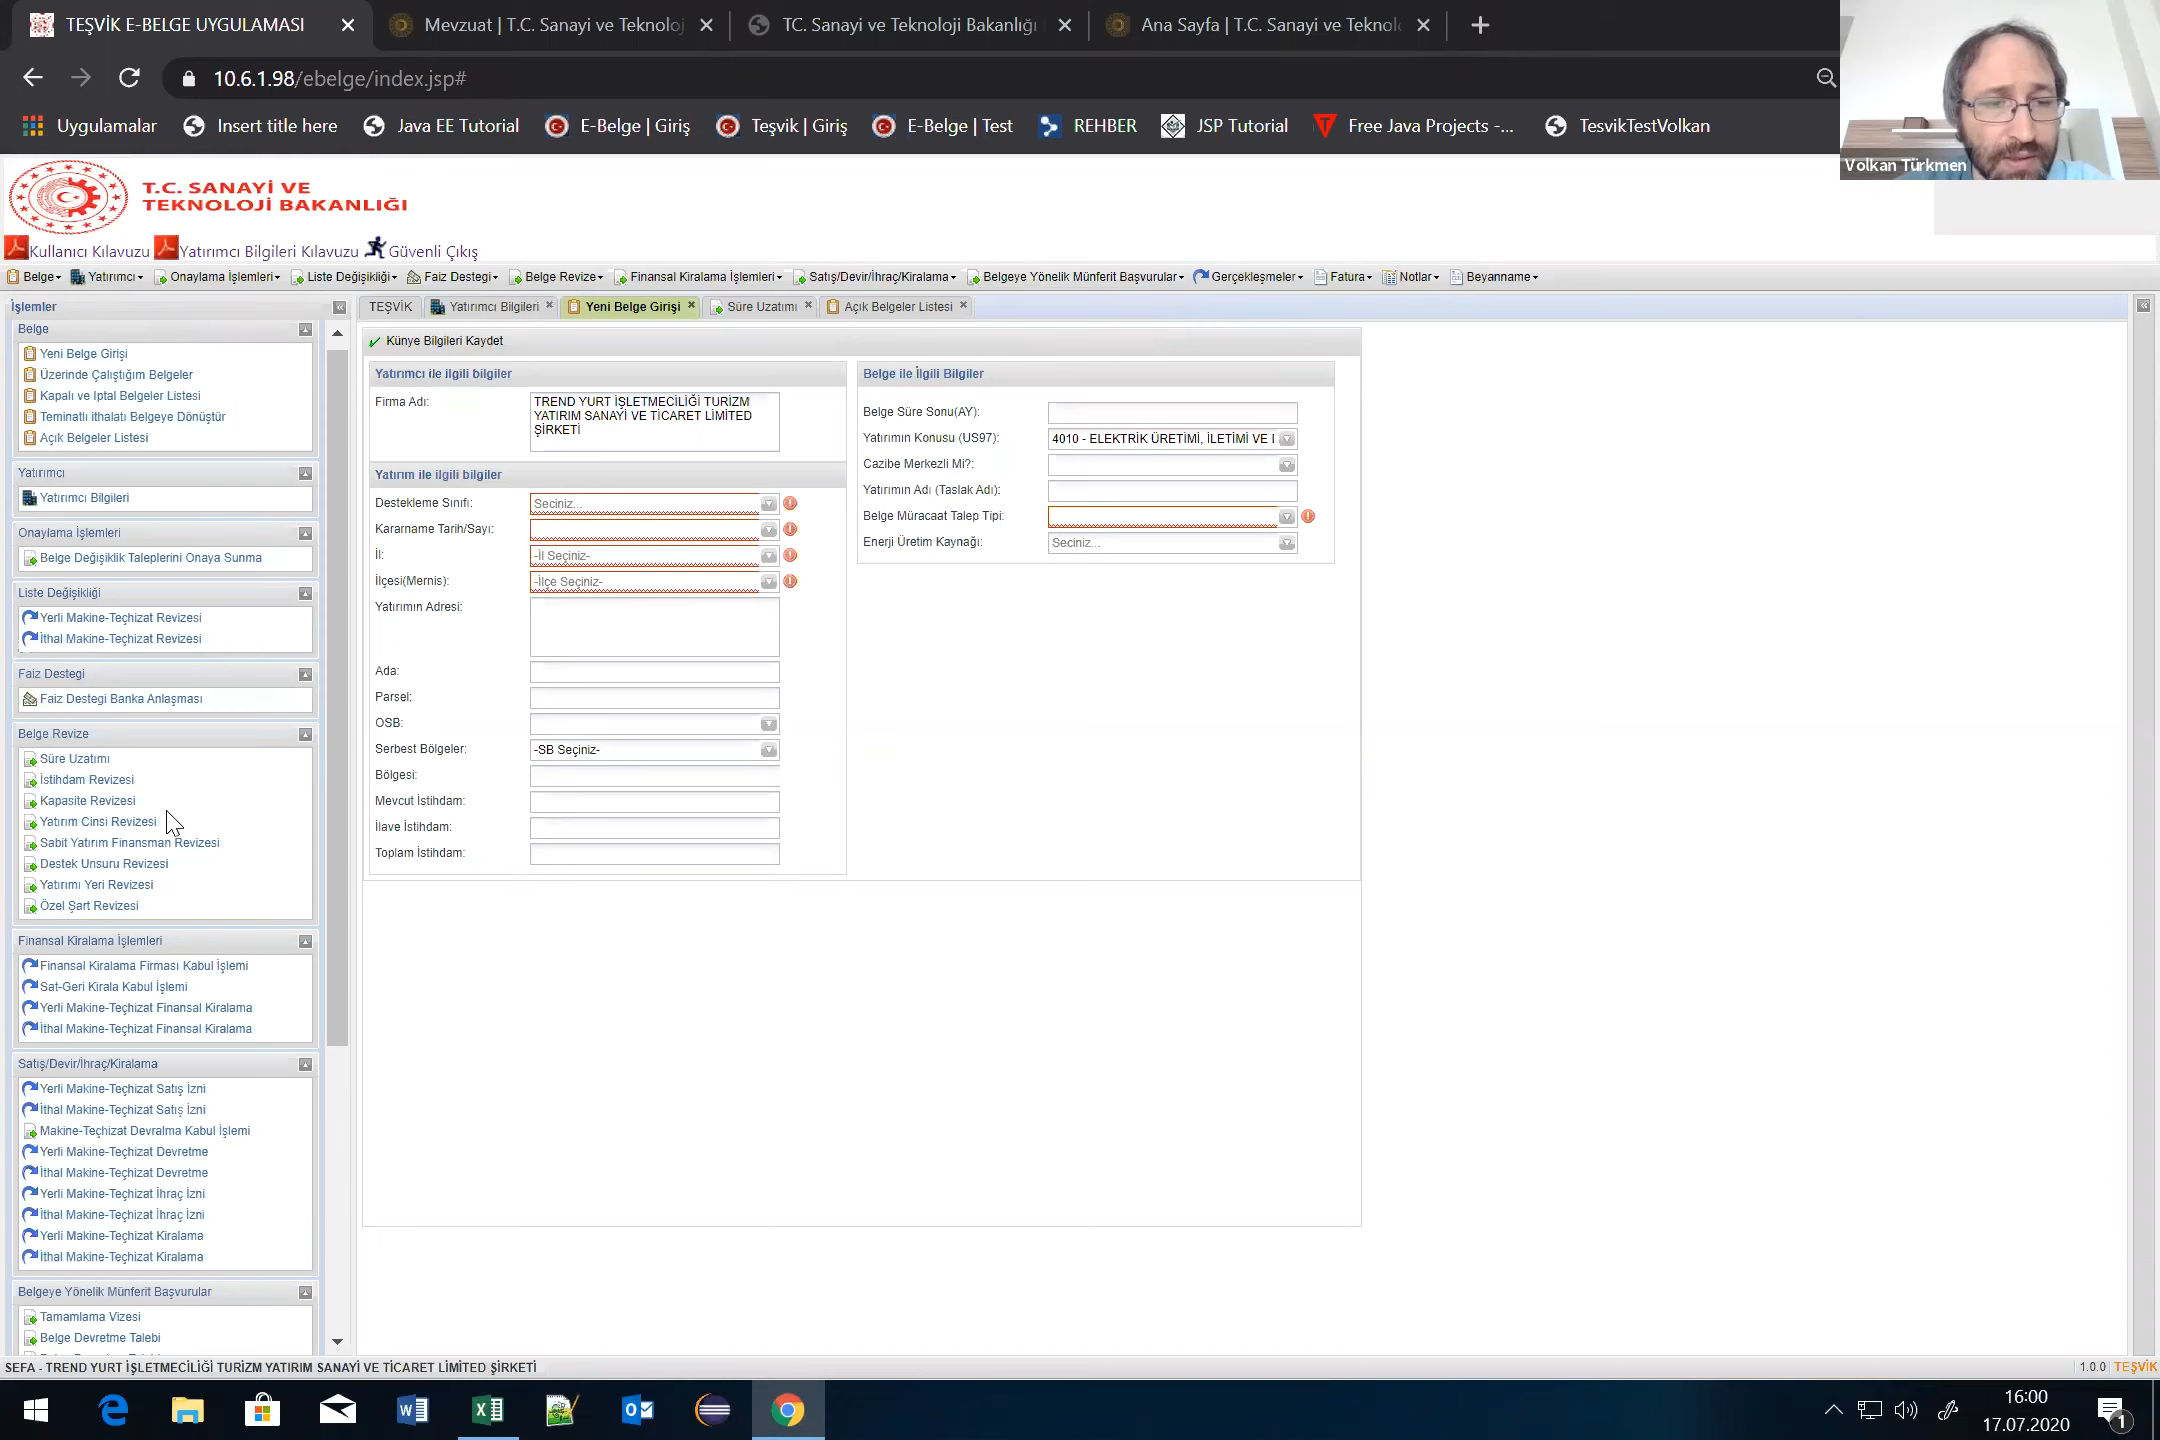 TEŞVİK E-BELGE UYGULAMASI
Mevzuat | T.C. Sanayi ve Teknoloj
TC. Sanayi ve Teknoloji Bakanlığı
Ana Sayfa | T.C. Sanayi ve Teknol
10.6.1.98/ebelge/index.jsp#
Uygulamalar
Insert title here
Java EE Tutorial
E-Belge | Giriş
Teşvik | Giriş
E-Belge | Test
REHBER
JSP Tutorial
Free Java Projects -...
TesvikTestVolkan
Volkan Türkmen
T.C. SANAYİ VE
TEKNOLOJİ BAKANLIĞI
Kullanıcı Kılavuzu Yatırımcı Bilgileri Kılavuzu Güvenli Çıkış
Belge Yatırımcı Onaylama İşlemleri Liste Değişikliği Faiz Destegi Belge Revize Finansal Kiralama İşlemleri Satış/Devir/İhraç/Kiralama Belgeye Yönelik Münferit Başvurular Gerçekleşmeler Fatura Notlar Beyanname
İşlemler
TEŞVİK
Yatırımcı Bilgileri
Yeni Belge Girişi
Süre Uzatımı
Açık Belgeler Listesi
Belge
Yeni Belge Girişi
Üzerinde Çalıştığım Belgeler
Kapalı ve Iptal Belgeler Listesi
Teminatlı ithalatı Belgeye Dönüştür
Açık Belgeler Listesi
Yatırımcı
Yatırımcı Bilgileri
Onaylama İşlemleri
Belge Değişiklik Taleplerini Onaya Sunma
Liste Değişikliği
Yerli Makine-Teçhizat Revizesi
İthal Makine-Teçhizat Revizesi
Faiz Destegi
Faiz Destegi Banka Anlaşması
Belge Revize
Süre Uzatımı
İstihdam Revizesi
Kapasite Revizesi
Yatırım Cinsi Revizesi
Sabit Yatırım Finansman Revizesi
Destek Unsuru Revizesi
Yatırımı Yeri Revizesi
Özel Şart Revizesi
Finansal Kiralama İşlemleri
Finansal Kiralama Firması Kabul İşlemi
Sat-Geri Kirala Kabul İşlemi
Yerli Makine-Teçhizat Finansal Kiralama
İthal Makine-Teçhizat Finansal Kiralama
Satış/Devir/İhraç/Kiralama
Yerli Makine-Teçhizat Satış İzni
İthal Makine-Teçhizat Satış İzni
Makine-Teçhizat Devralma Kabul İşlemi
Yerli Makine-Teçhizat Devretme
İthal Makine-Teçhizat Devretme
Yerli Makine-Teçhizat İhraç İzni
İthal Makine-Teçhizat İhraç İzni
Yerli Makine-Teçhizat Kiralama
İthal Makine-Teçhizat Kiralama
Belgeye Yönelik Münferit Başvurular
Tamamlama Vizesi
Belge Devretme Talebi
Künye Bilgileri Kaydet
Yatırımcı ile ilgili bilgiler
Firma Adı:
TREND YURT İŞLETMECİLİĞİ TURİZM
YATIRIM SANAYİ VE TİCARET LİMİTED
ŞİRKETİ
Yatırım ile ilgili bilgiler
Destekleme Sınıfı: Seciniz...
Kararname Tarih/Sayı:
İl: -İl Seçiniz-
İlçesi(Mernis): -İlçe Seçiniz-
Yatırımın Adresi:
Ada:
Parsel:
OSB:
Serbest Bölgeler: -SB Seçiniz-
Bölgesi:
Mevcut İstihdam:
İlave İstihdam:
Toplam İstihdam:
Belge ile İlgili Bilgiler
Belge Süre Sonu(AY):
Yatırımın Konusu (US97): 4010 - ELEKTRİK ÜRETİMİ, İLETİMİ VE
Cazibe Merkezli Mi?:
Yatırımın Adı (Taslak Adı):
Belge Müracaat Talep Tipi:
Enerji Üretim Kaynağı: Seciniz...
SEFA - TREND YURT İŞLETMECİLİĞİ TURİZM YATIRIM SANAYİ VE TİCARET LİMİTED ŞİRKETİ
1.0.0 TEŞVİK
16:00
17.07.2020
1